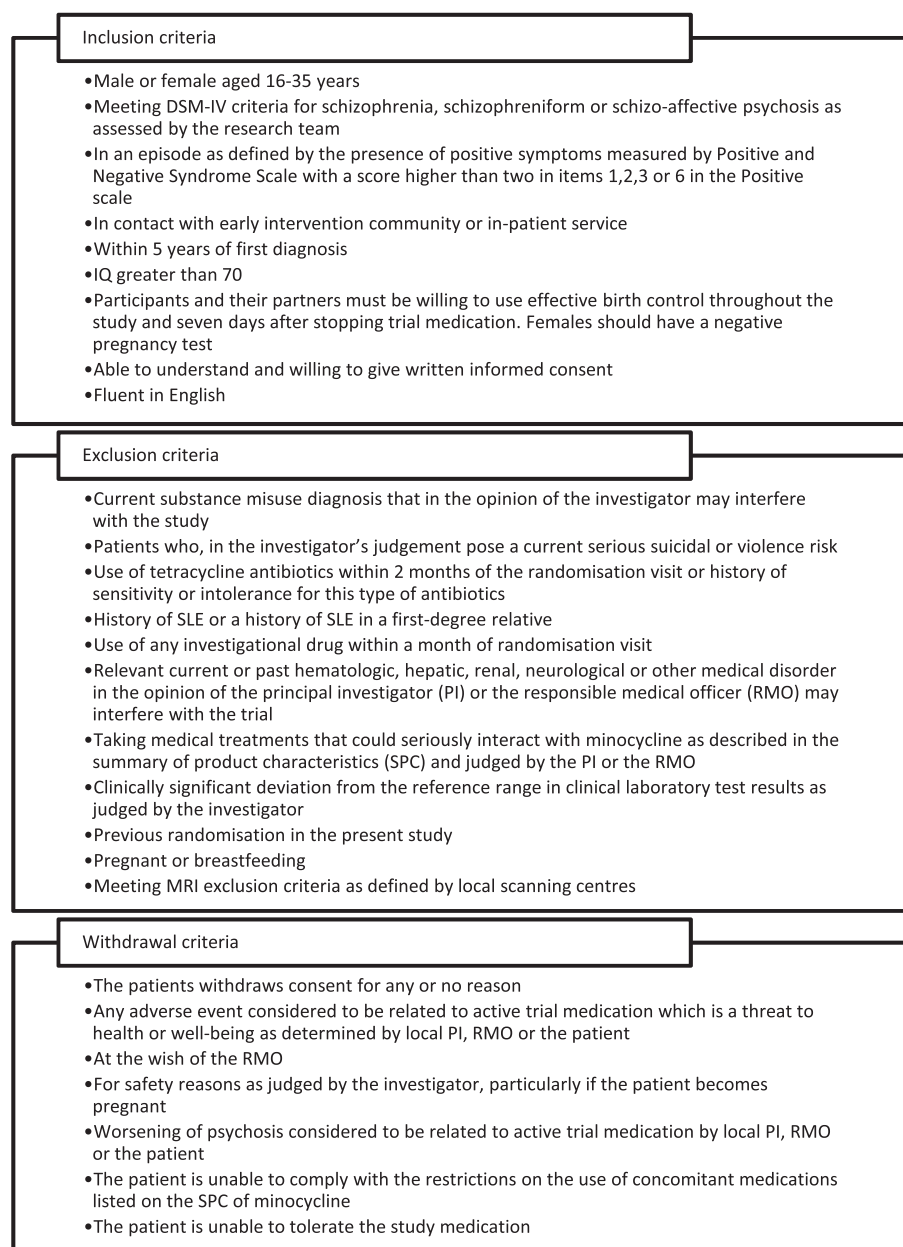 Inclusion criteria
•Male or female aged 16-35 years
•Meeting DSM-IV criteria for schizophrenia, schizophreniform or schizo-affective psychosis as
assessed by the research team
•In an episode as defined by the presence of positive symptoms measured by Positive and
Negative Syndrome Scale with a score higher than two in items 1,2,3 or 6 in the Positive
scale
•In contact with early intervention community or in-patient service
•Within 5 years of first diagnosis
•IQ greater than 70
•Participants and their partners must be willing to use effective birth control throughout the
study and seven days after stopping trial medication. Females should have a negative
pregnancy test
•Able to understand and willing to give written informed consent
•Fluent in English
Exclusion criteria
•Current substance misuse diagnosis that in the opinion of the investigator may interfere
with the study
•Patients who, in the investigator’s judgement pose a current serious suicidal or violence risk
•Use of tetracycline antibiotics within 2 months of the randomisation visit or history of
sensitivity or intolerance for this type of antibiotics
•History of SLE or a history of SLE in a first-degree relative
•Use of any investigational drug within a month of randomisation visit
•Relevant current or past hematologic, hepatic, renal, neurological or other medical disorder
in the opinion of the principal investigator (PI) or the responsible medical officer (RMO) may
interfere with the trial
•Taking medical treatments that could seriously interact with minocycline as described in the
summary of product characteristics (SPC) and judged by the PI or the RMO
•Clinically significant deviation from the reference range in clinical laboratory test results as
judged by the investigator
•Previous randomisation in the present study
•Pregnant or breastfeeding
•Meeting MRI exclusion criteria as defined by local scanning centres
Withdrawal criteria
•The patients withdraws consent for any or no reason
•Any adverse event considered to be related to active trial medication which is a threat to
health or well-being as determined by local PI, RMO or the patient
•At the wish of the RMO
•For safety reasons as judged by the investigator, particularly if the patient becomes
pregnant
•Worsening of psychosis considered to be related to active trial medication by local PI, RMO
or the patient
•The patient is unable to comply with the restrictions on the use of concomitant medications
listed on the SPC of minocycline
•The patient is unable to tolerate the study medication